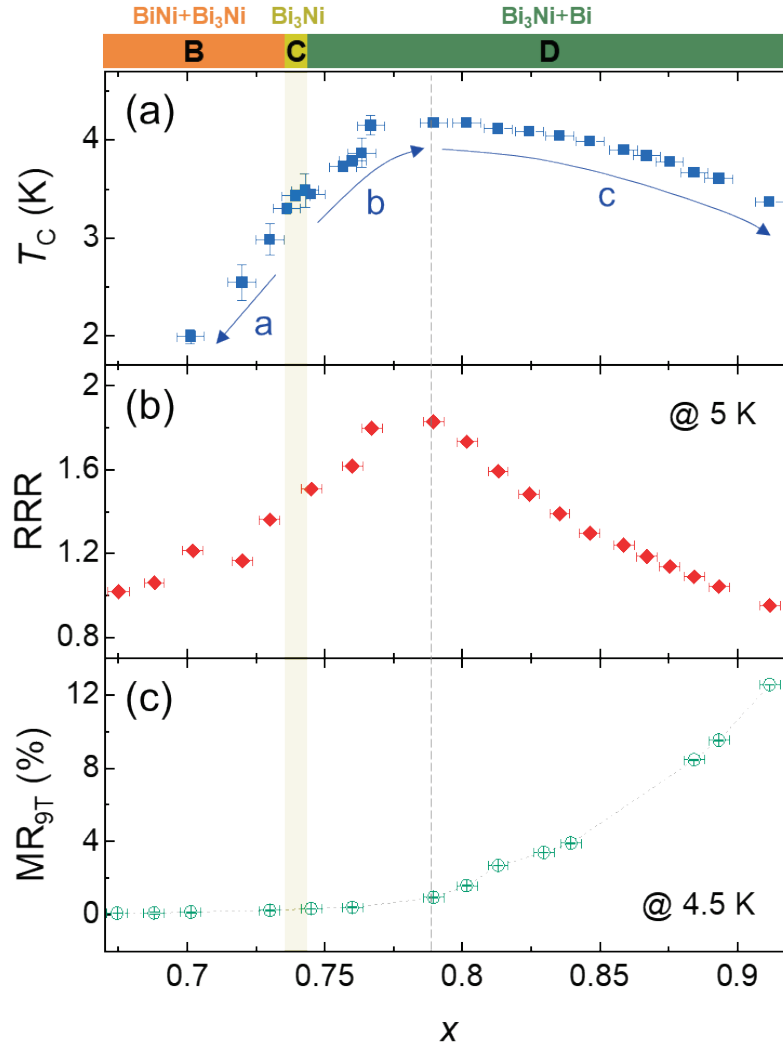 BiNi+Bi₃Ni Bi₃Ni Bi₃Ni+Bi
B C D
(a)
4
3
2
T_C (K)
a
b
c
(b)
@ 5 K
2
1.6
1.2
0.8
RRR
(c)
12
8
4
0
MR₉T (%)
@ 4.5 K
0.7 0.75 0.8 0.85 0.9
x